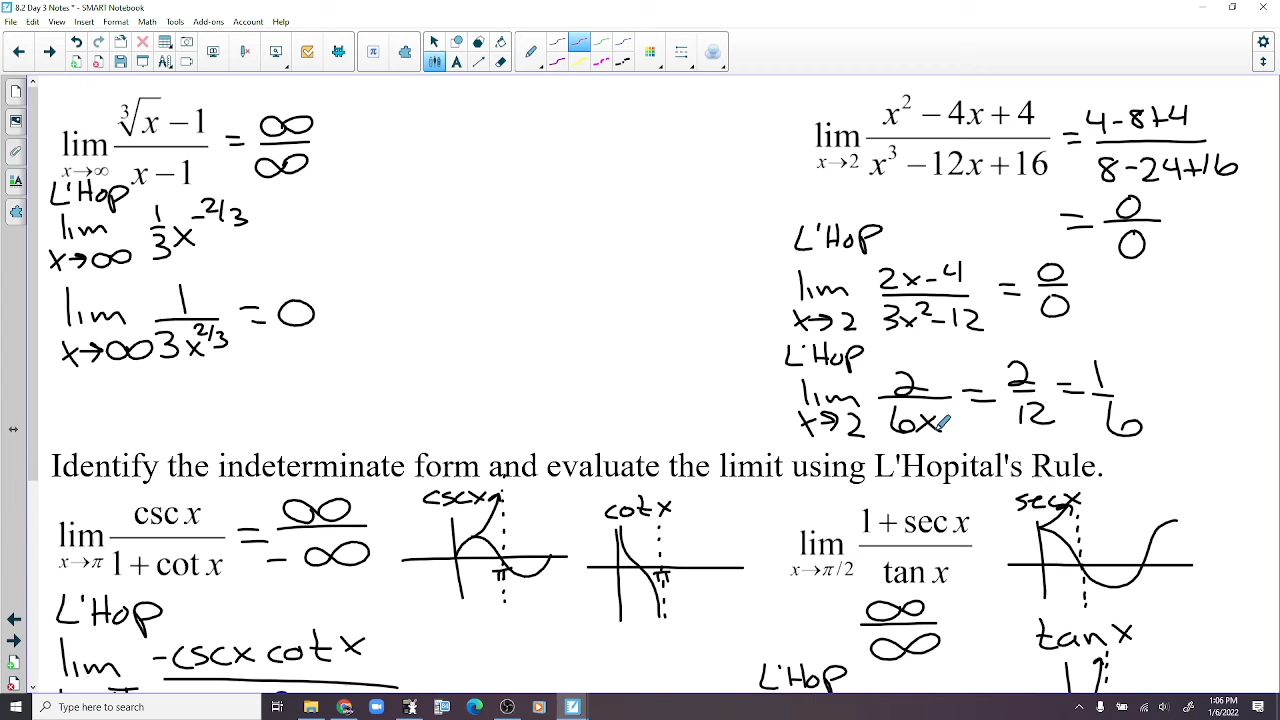 8.2 Day 3 Notes * - SMART Notebook
File Edit View Insert Format Math Tools Add-ons Account Help
lim x→∞ (∛x − 1)/(x − 1) = ∞/∞
L'Hop
lim x→∞ 1/3 x^(-2/3)
lim x→∞ 1/(3x^(2/3)) = 0
lim x→2 (x² − 4x + 4)/(x³ − 12x + 16) = (4-8+4)/(8-24+16)
= 0/0
L'Hop
lim x→2 (2x-4)/(3x²-12) = 0/0
L'Hop
lim x→2 2/(6x) = 2/12 = 1/6
Identify the indeterminate form and evaluate the limit using L'Hopital's Rule.
lim x→π csc x/(1 + cot x) = ∞/-∞
cscx
π
cot x
π
L'Hop
lim -cscx cot x
lim x→π/2 (1 + sec x)/tan x
∞/∞
secx
tan x
L'Hop
Type here to search
1:06 PM
1/6/2022